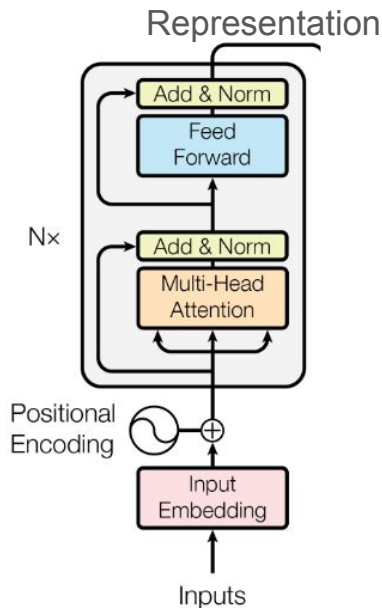 Representation
Add & Norm
Feed
Forward
N×
Add & Norm
Multi-Head
Attention
Positional
Encoding
Input
Embedding
Inputs